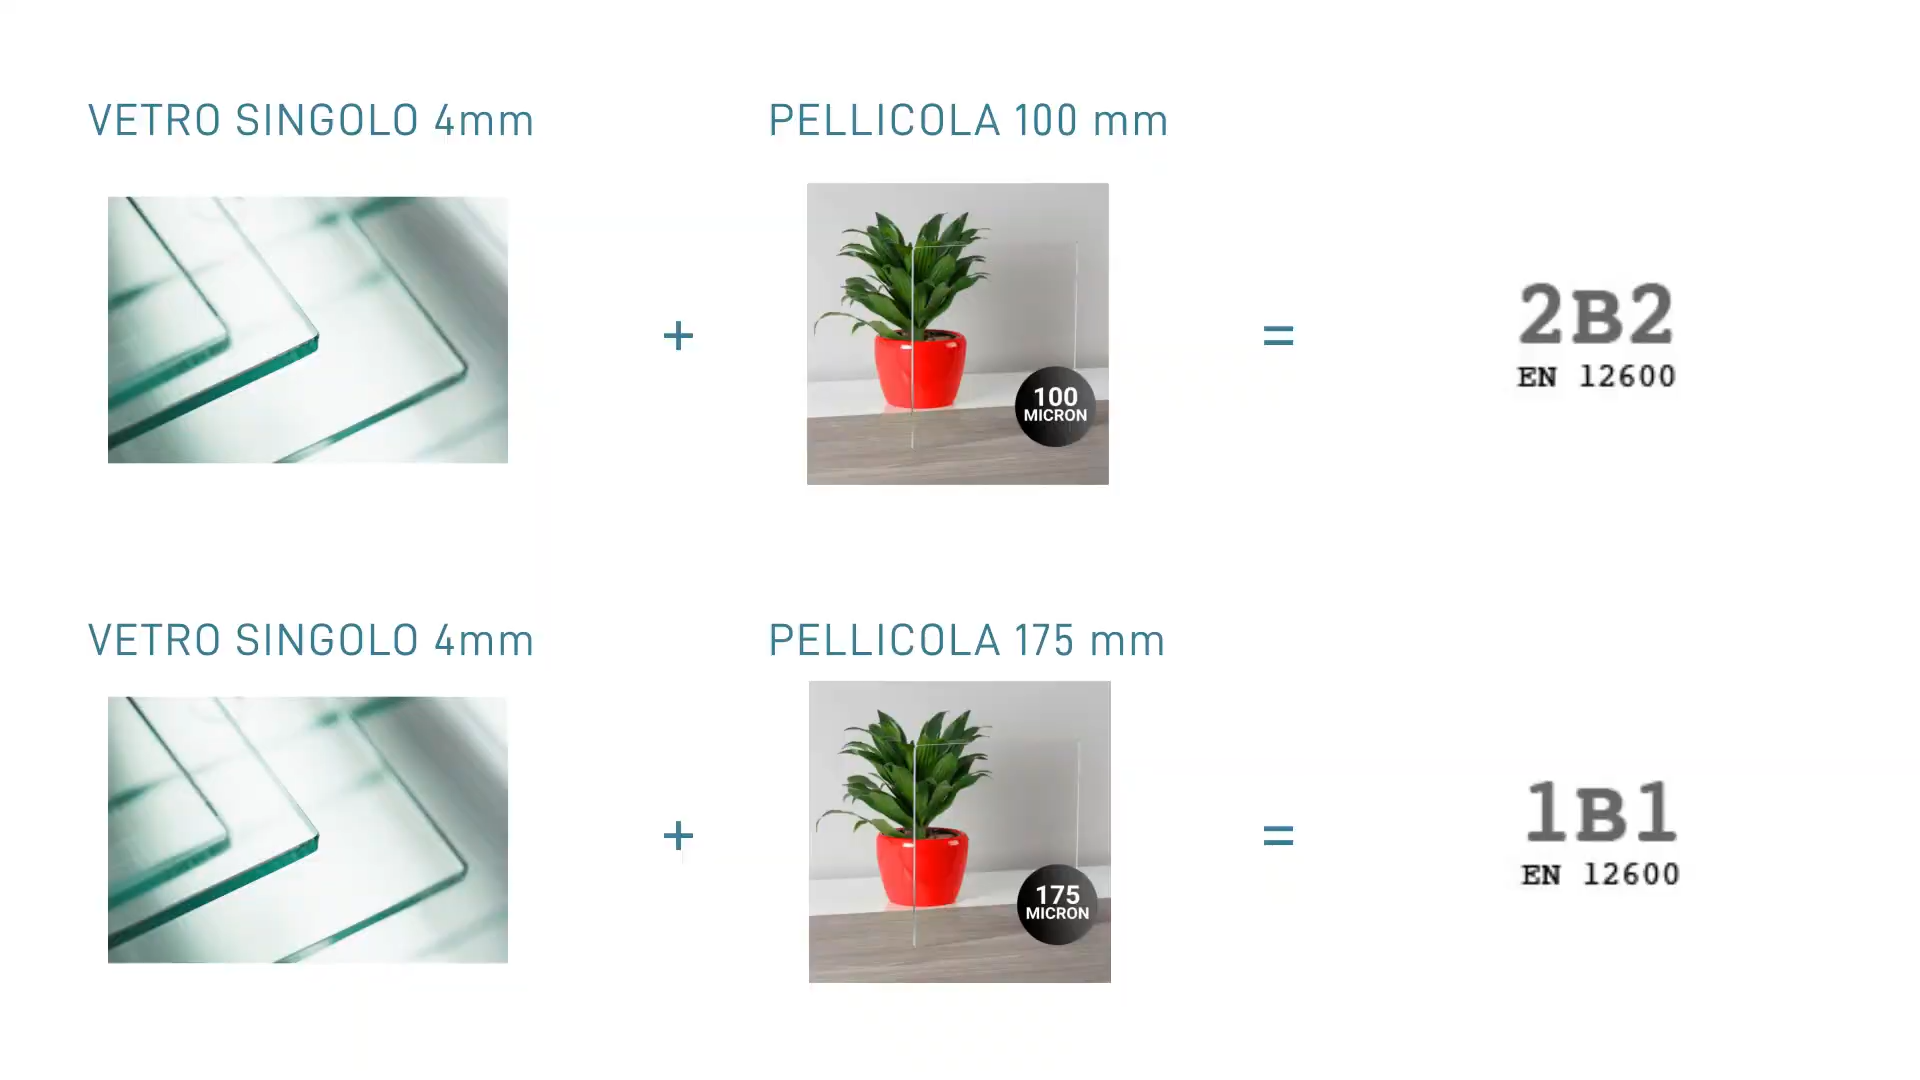 VETRO SINGOLO 4mm
PELLICOLA 100 mm
+
100
MICRON
=
2B2
EN 12600
VETRO SINGOLO 4mm
PELLICOLA 175 mm
+
175
MICRON
=
1B1
EN 12600